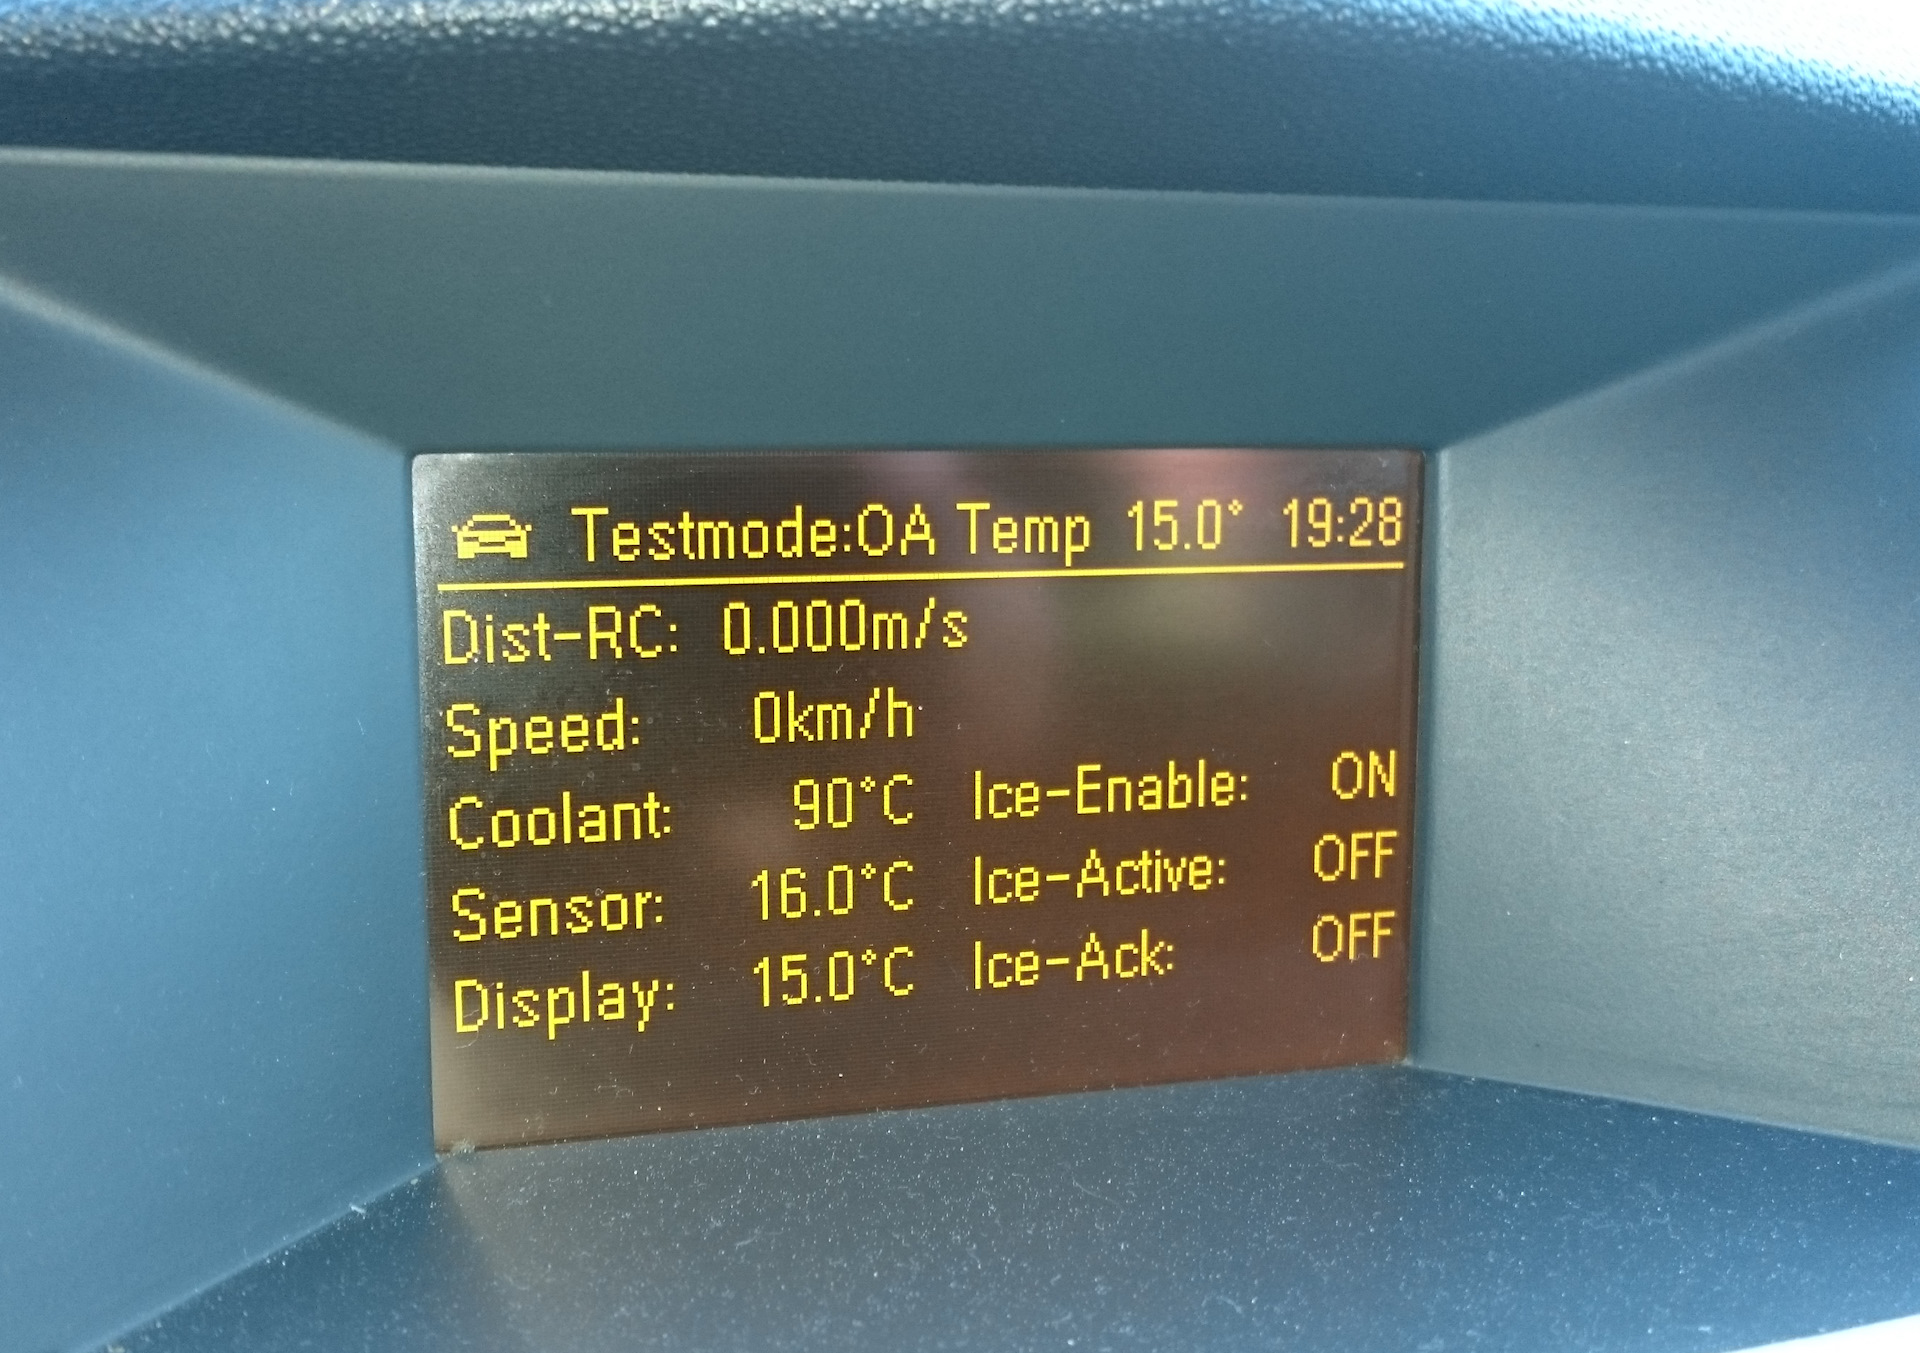 Testmode:OA Temp 15.0° 19:28
Dist-RC: 0.000m/s
Speed: 0km/h
Coolant: 90°C Ice-Enable: ON
Sensor: 16.0°C Ice-Active: OFF
Display: 15.0°C Ice-Ack: OFF